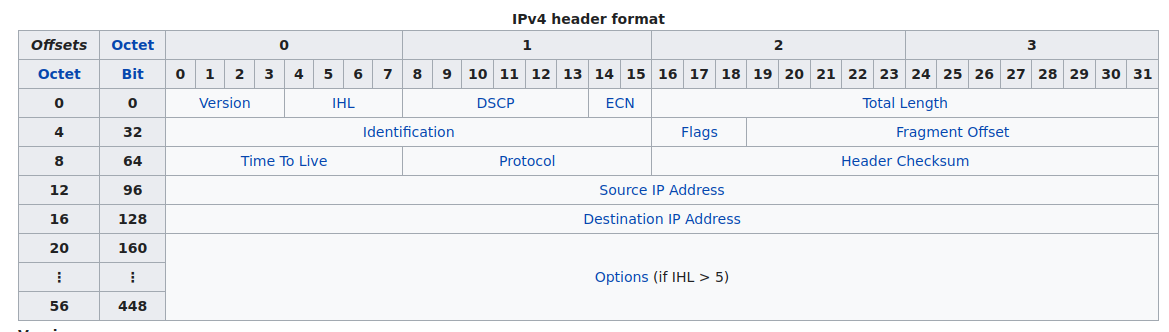 IPv4 header format
Offsets Octet 0 1 2 3
Octet Bit 0 1 2 3 4 5 6 7 8 9 10 11 12 13 14 15 16 17 18 19 20 21 22 23 24 25 26 27 28 29 30 31
0 0 Version IHL DSCP ECN Total Length
4 32 Identification Flags Fragment Offset
8 64 Time To Live Protocol Header Checksum
12 96 Source IP Address
16 128 Destination IP Address
20 160
⋮ ⋮ Options (if IHL > 5)
56 448